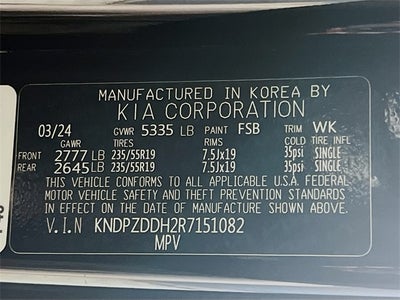 MANUFACTURED IN KOREA BY
KIA CORPORATION
03/24 GVWR 5335 LB PAINT FSB TRIM WK
GAWR TIRES RIMS COLD TIRE INFL
FRONT 2777 LB 235/55R19 7.5Jx19 35psi SINGLE
REAR 2645 LB 235/55R19 7.5Jx19 35psi SINGLE
THIS VEHICLE CONFORMS TO ALL APPLICABLE U.S.A. FEDERAL
MOTOR VEHICLE SAFETY AND THEFT PREVENTION STANDARDS
IN EFFECT ON THE DATE OF MANUFACTURE SHOWN ABOVE.
V.I.N KNDPZDDH2R7151082
MPV